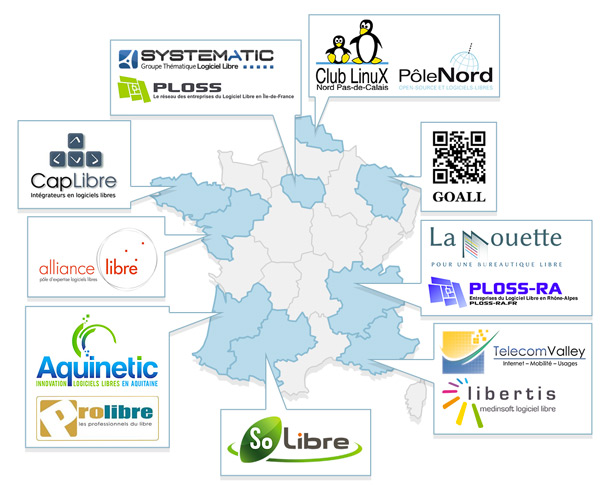 SYSTEMATIC
Groupe Thématique Logiciel Libre
PLOSS
Le réseau des entreprises du Logiciel Libre en Île-de-France
Club LinuX
Nord Pas-de-Calais
PôleNord
OPEN SOURCE ET LOGICIELS LIBRES
CapLibre
Intégrateurs en logiciels libres
GOALL
alliance libre
pôle d'expertise logiciels libres
La Mouette
POUR UNE BUREAUTIQUE LIBRE
PLOSS-RA
Entreprises du Logiciel Libre en Rhône-Alpes
PLOSS-RA.FR
Aquinetic
INNOVATION LOGICIELS LIBRES EN AQUITAINE
Prolibre
les professionnels du libre
TelecomValley
Internet – Mobilité – Usages
libertis
medinsoft logiciel libre
So Libre